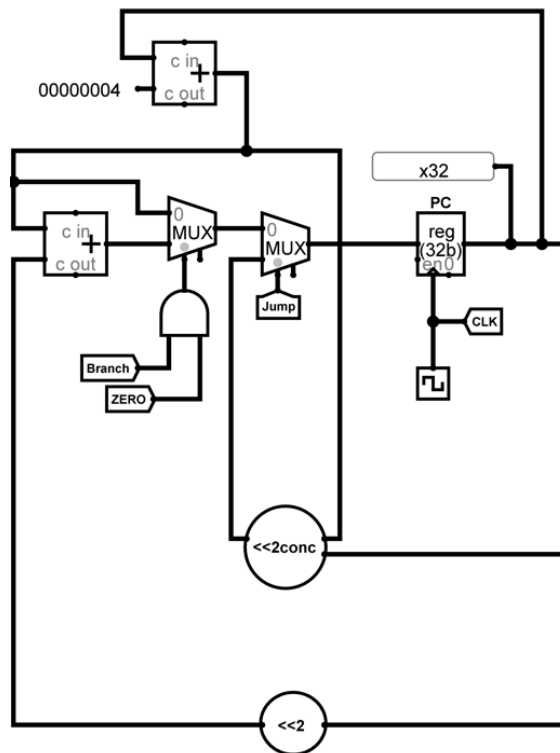 c in
+
00000004
c out
x32
PC
0
c in
+
MUX
0
MUX
reg
(32b)
c out
en0
Jump
CLK
Branch
ZERO
<<2conc
<<2